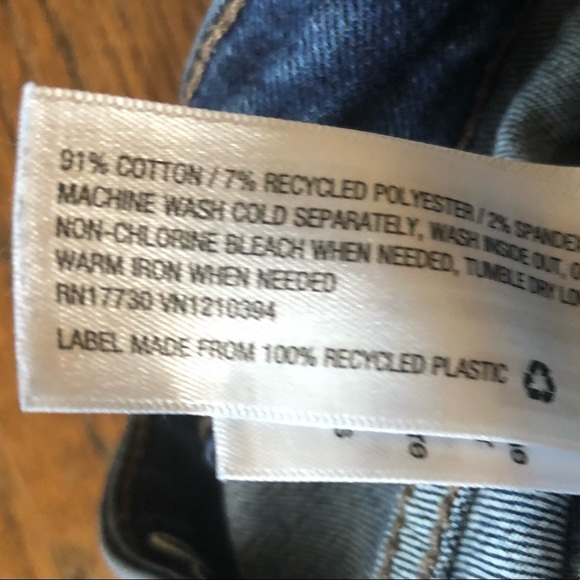 91% COTTON / 7% RECYCLED POLYESTER / 2% SPANDEX
MACHINE WASH COLD SEPARATELY, WASH INSIDE OUT,
NON-CHLORINE BLEACH WHEN NEEDED, TUMBLE DRY
WARM IRON WHEN NEEDED
RN17730 VN1210394
LABEL MADE FROM 100% RECYCLED PLASTIC